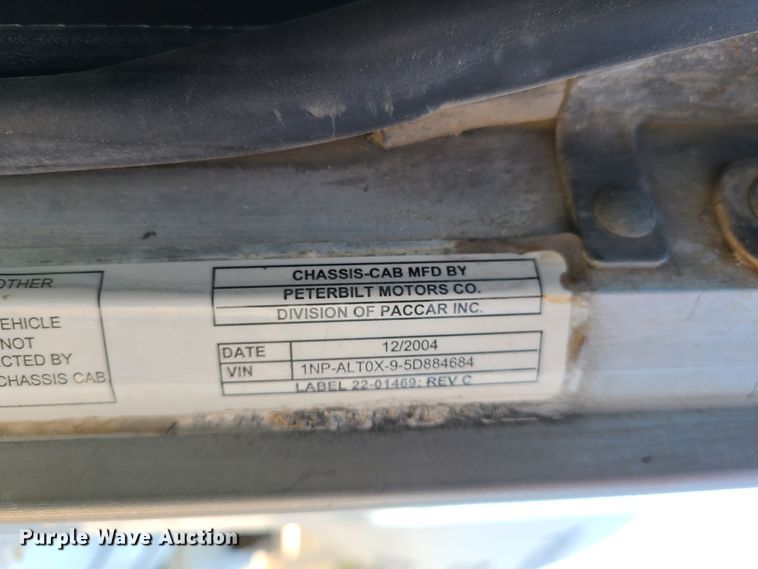 OTHER
EHICLE
NOT
CTED BY
CHASSIS CAB.
CHASSIS-CAB MFD BY
PETERBILT MOTORS CO.
DIVISION OF PACCAR INC.
DATE 12/2004
VIN 1NP-ALT0X-9-5D884684
LABEL 22-01469: REV C
Purple Wave Auction